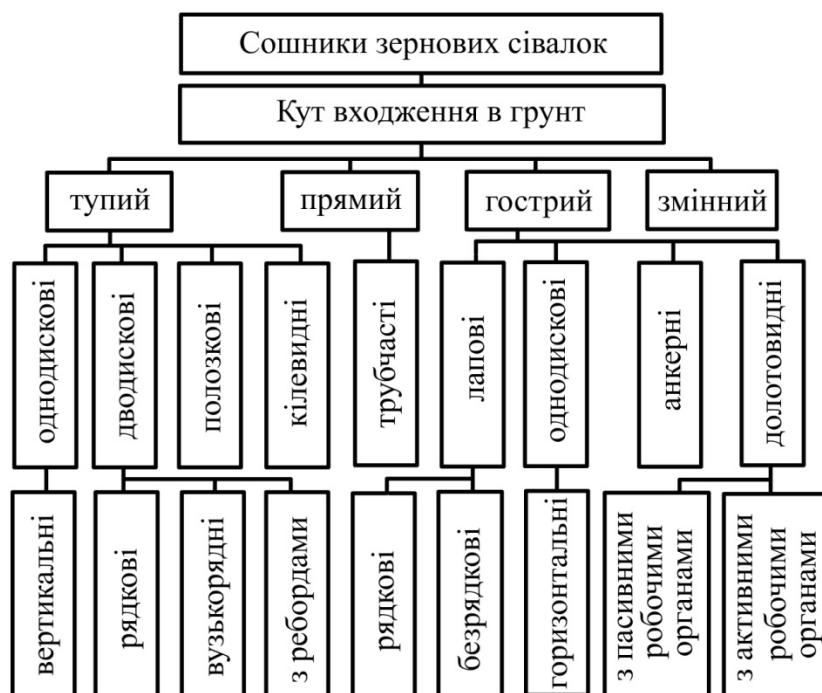 Сошники зернових сівалок
Кут входження в грунт
тупий
прямий
гострий
змінний
однодискові
дводискові
полозкові
кілевидні
трубчасті
лапові
однодискові
анкерні
долотовидні
вертикальні
рядкові
вузькорядні
з ребордами
рядкові
безрядкові
горизонтальні
з пасивними
робочими
органами
з активними
робочими
органами